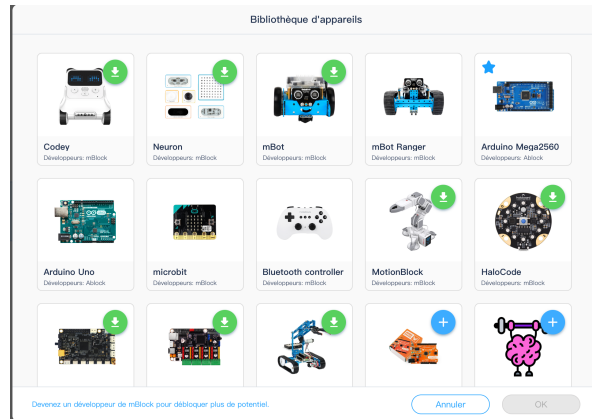 Bibliothèque d'appareils
Codey
Développeurs: mBlock
Neuron
Développeurs: mBlock
mBot
Développeurs: mBlock
mBot Ranger
Développeurs: mBlock
Arduino Mega2560
Développeurs: Ablock
Arduino Uno
Développeurs: Ablock
microbit
Développeurs: mBlock
Bluetooth controller
Développeurs: mBlock
MotionBlock
Développeurs: mBlock
HaloCode
Développeurs: mBlock
Devenez un développeur de mBlock pour débloquer plus de potentiel.
Annuler
OK